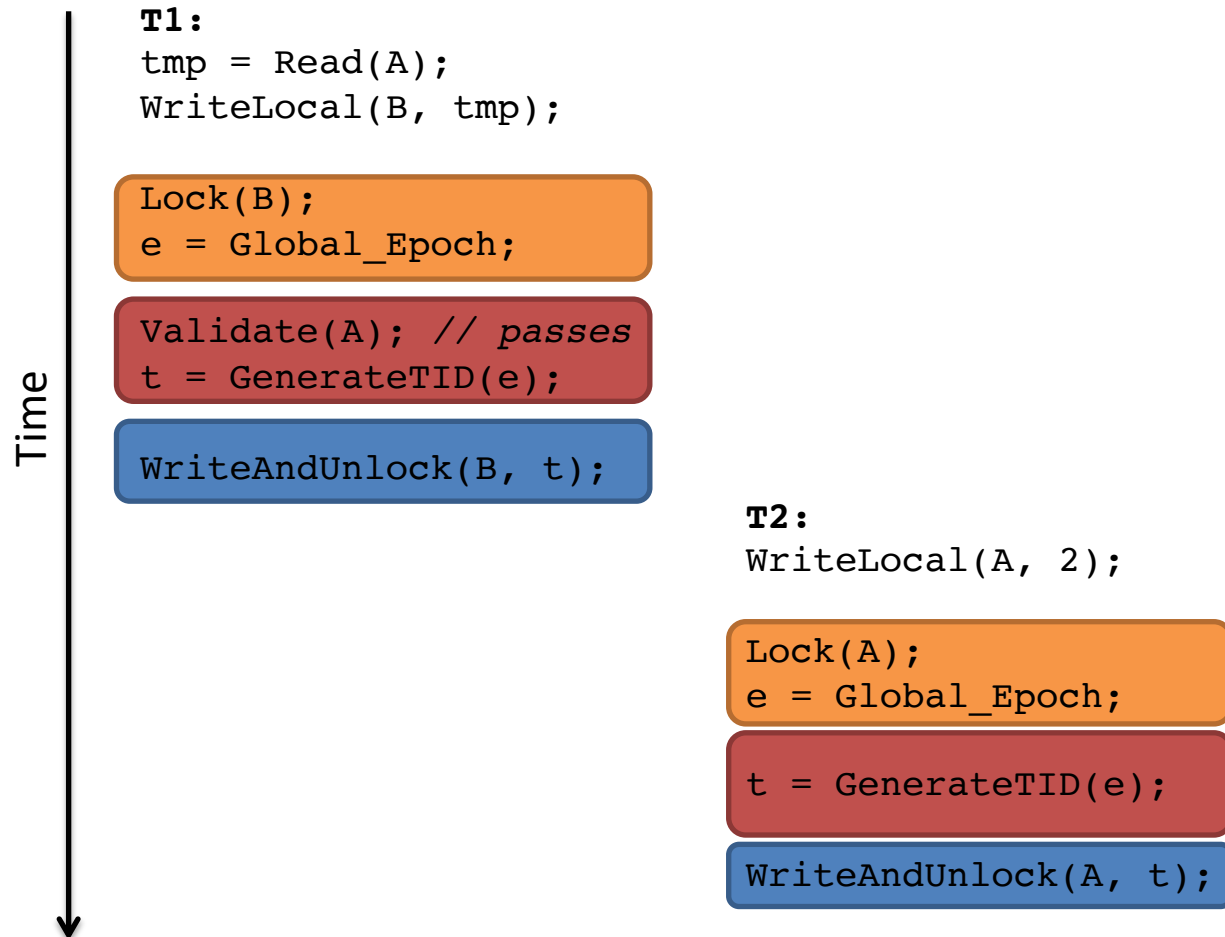 T1:
tmp = Read(A);
WriteLocal(B, tmp);
Lock(B);
e = Global_Epoch;
Validate(A); // passes
t = GenerateTID(e);
WriteAndUnlock(B, t);
Time
T2:
WriteLocal(A, 2);
Lock(A);
e = Global_Epoch;
t = GenerateTID(e);
WriteAndUnlock(A, t);